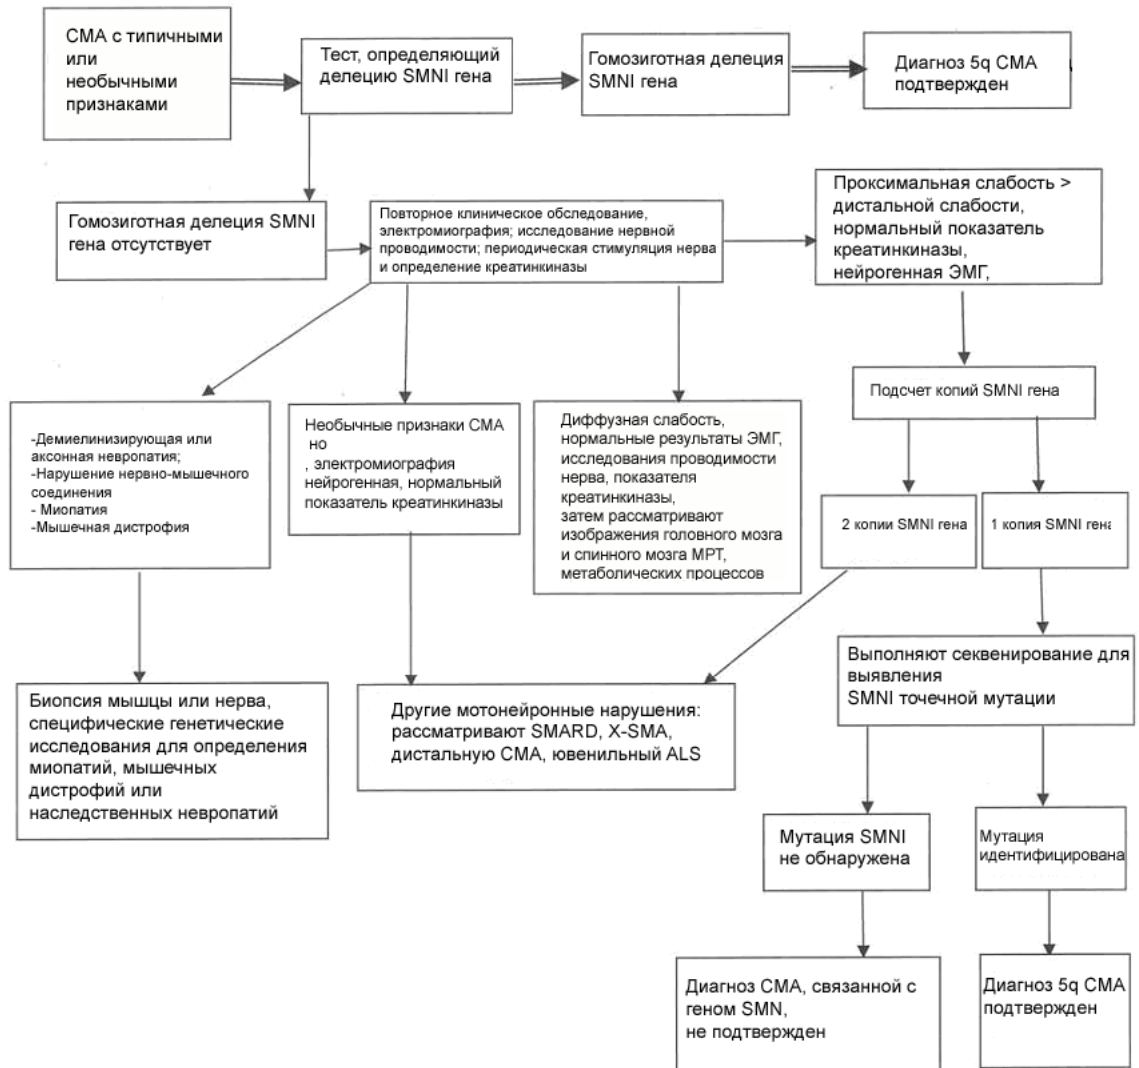 СМА с типичными
или
необычными
признаками
Тест, определяющий
делецию SMNI гена
Гомозиготная делеция
SMNI гена
Диагноз 5q СМА
подтвержден
Гомозиготная делеция SMNI
гена отсутствует
Повторное клиническое обследование,
электромиография; исследование нервной
проводимости; периодическая стимуляция нерва
и определение креатинкиназы
Проксимальная слабость >
дистальной слабости,
нормальный показатель
креатинкиназы,
нейрогенная ЭМГ,
Подсчет копий SMNI гена
-Демиелинизирующая или
аксонная невропатия;
-Нарушение нервно-мышечного
соединения
- Миопатия
-Мышечная дистрофия
Необычные признаки СМА
но
, электромиография
нейрогенная, нормальный
показатель креатинкиназы
Диффузная слабость,
нормальные результаты ЭМГ,
исследования проводимости
нерва, показателя
креатинкиназы,
затем рассматривают
изображения головного мозга
и спинного мозга МРТ,
метаболических процессов
2 копии SMNI гена
1 копия SMNI гена
Биопсия мышцы или нерва,
специфические генетические
исследования для определения
миопатий, мышечных
дистрофий или
наследственных невропатий
Другие мотонейронные нарушения:
рассматривают SMARD, X-SMA,
дистальную СМА, ювенильный ALS
Выполняют секвенирование для
выявления
SMNI точечной мутации
Мутация SMNI
не обнаружена
Мутация
идентифицирована
Диагноз СМА, связанной с
геном SMN,
не подтвержден
Диагноз 5q СМА
подтвержден